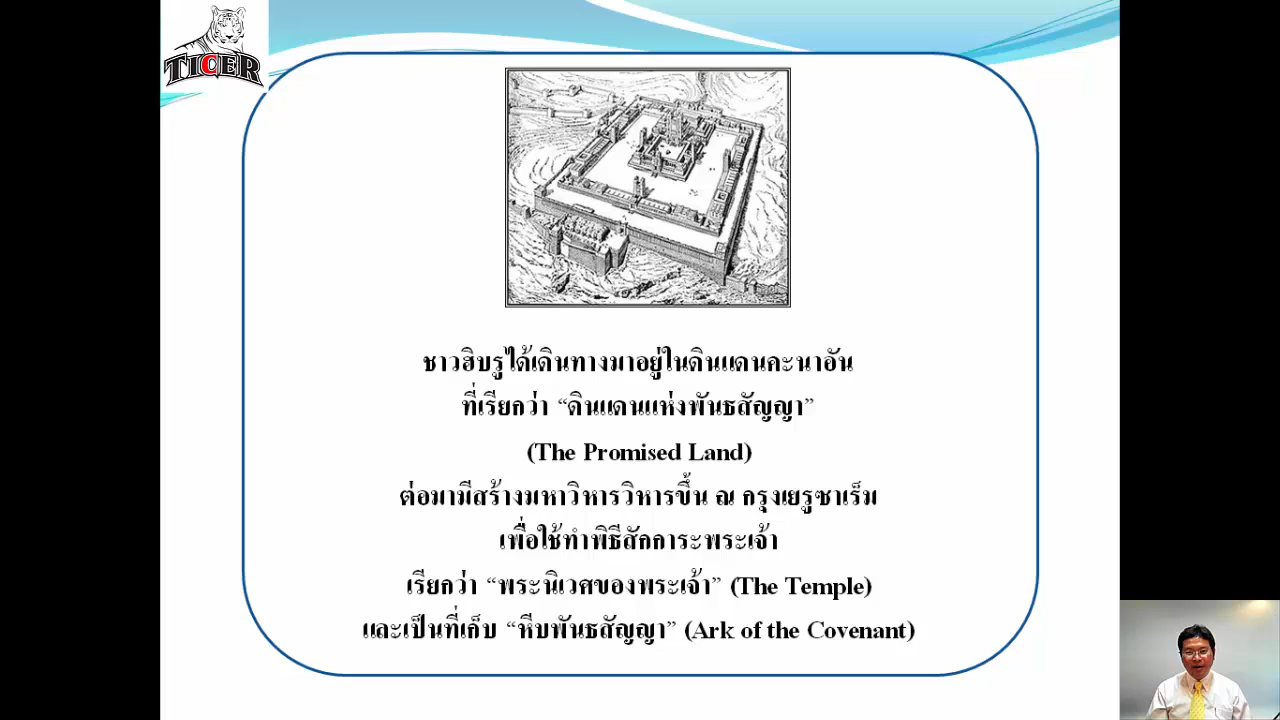 TICER
ชาวฮิบรูได้เดินทางมาอยู่ในดินแดนคะนาอัน
ที่เรียกว่า “ดินแดนแห่งพันธสัญญา”
(The Promised Land)
ต่อมามีสร้างมหาวิหารวิหารขึ้น ณ กรุงเยรูซาเร็ม
เพื่อใช้ทำพิธีสักการะพระเจ้า
เรียกว่า “พระนิเวศของพระเจ้า” (The Temple)
และเป็นที่เก็บ “หีบพันธสัญญา” (Ark of the Covenant)